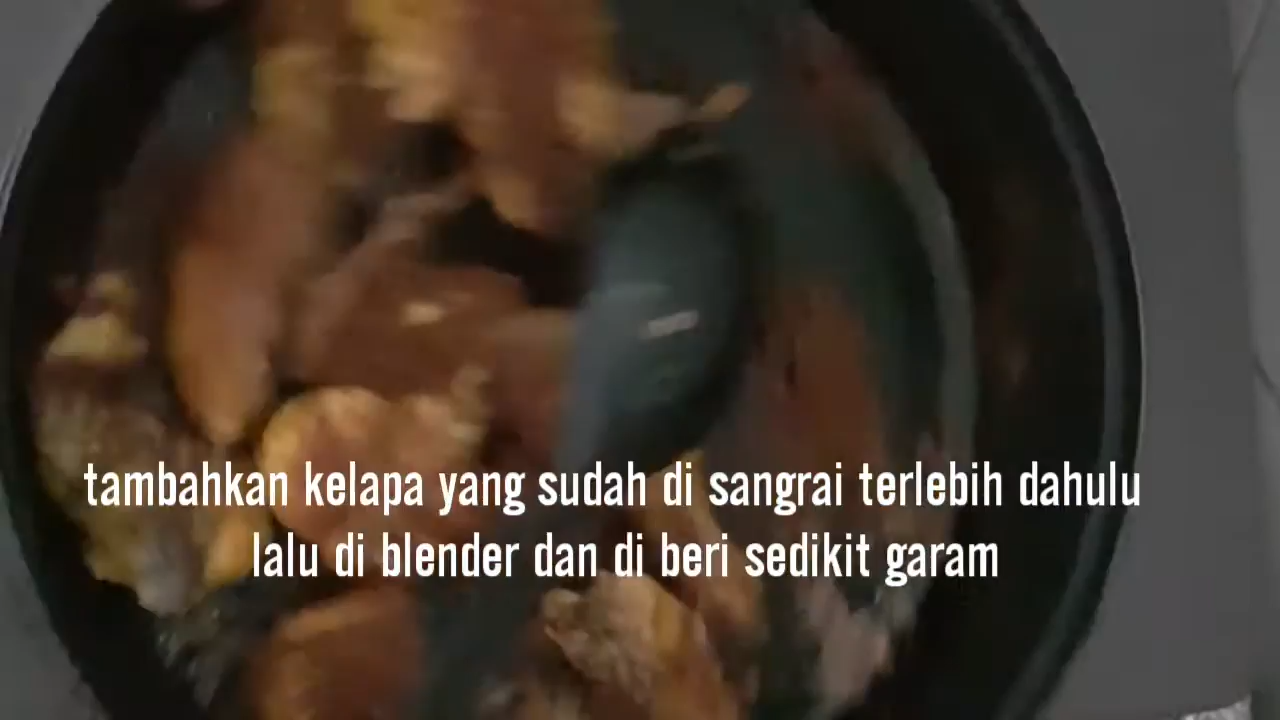 tambahkan kelapa yang sudah di sangrai terlebih dahulu
lalu di blender dan di beri sedikit garam